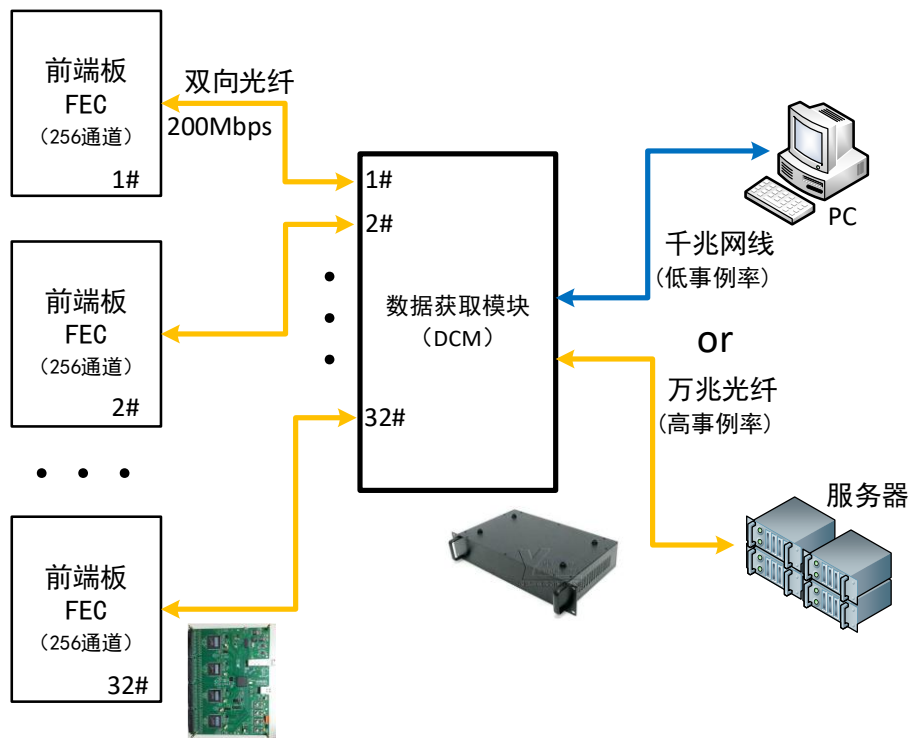 前端板
FEC
（256通道）
1#
双向光纤
200Mbps
前端板
FEC
（256通道）
2#
前端板
FEC
（256通道）
32#
1#
2#
32#
数据获取模块
（DCM）
PC
千兆网线
（低事例率）
or
万兆光纤
（高事例率）
服务器